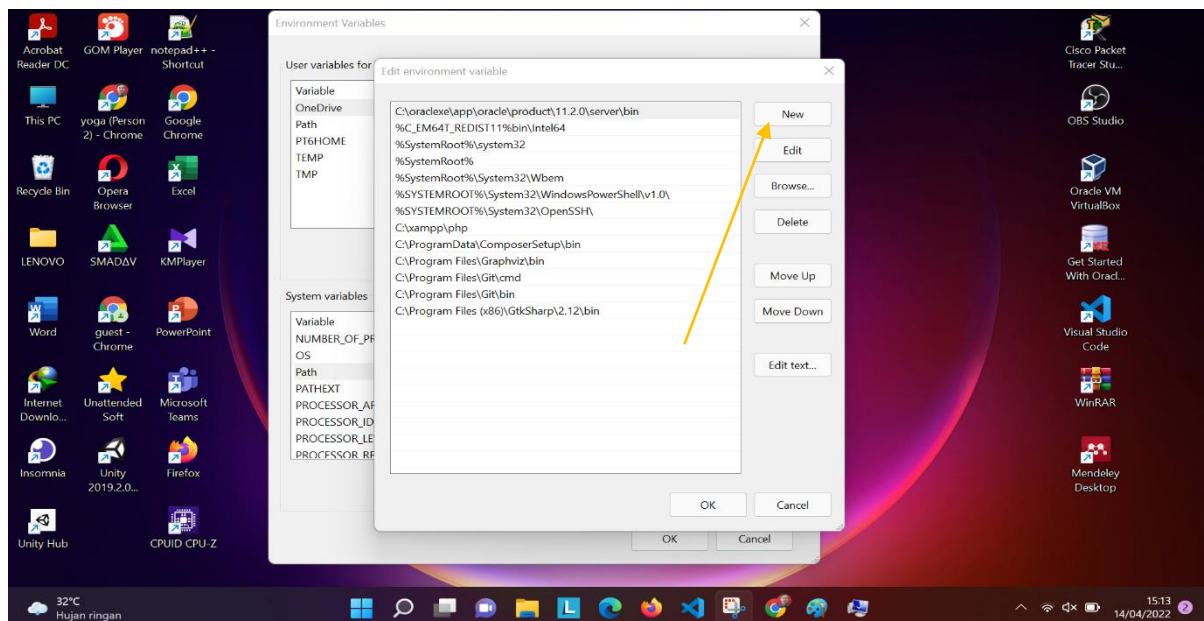 Acrobat
Reader DC
GOM Player
notepad++ -
Shortcut
This PC
yoga (Person
2) - Chrome
Google
Chrome
Recycle Bin
Opera
Browser
Excel
LENOVO
SMADΔV
KMPlayer
Word
guest -
Chrome
PowerPoint
Internet
Downlo...
Unattended
Soft
Microsoft
Teams
Insomnia
Unity
2019.2.0...
Firefox
Unity Hub
CPUID CPU-Z
Environment Variables
User variables for
Variable
OneDrive
Path
PT6HOME
TEMP
TMP
System variables
Variable
NUMBER_OF_PR
OS
Path
PATHEXT
PROCESSOR_AR
PROCESSOR_ID
PROCESSOR_LE
PROCESSOR_RE
OK
Cancel
Edit environment variable
C:\oraclexe\app\oracle\product\11.2.0\server\bin
%C_EM64T_REDIST11%bin\Intel64
%SystemRoot%\system32
%SystemRoot%
%SystemRoot%\System32\Wbem
%SYSTEMROOT%\System32\WindowsPowerShell\v1.0\
%SYSTEMROOT%\System32\OpenSSH\
C:\xampp\php
C:\ProgramData\ComposerSetup\bin
C:\Program Files\Graphviz\bin
C:\Program Files\Git\cmd
C:\Program Files\Git\bin
C:\Program Files (x86)\GtkSharp\2.12\bin
New
Edit
Browse...
Delete
Move Up
Move Down
Edit text...
OK
Cancel
Cisco Packet
Tracer Stu...
OBS Studio
Oracle VM
VirtualBox
Get Started
With Oracl...
Visual Studio
Code
WinRAR
Mendeley
Desktop
32°C
Hujan ringan
15:13
14/04/2022
2